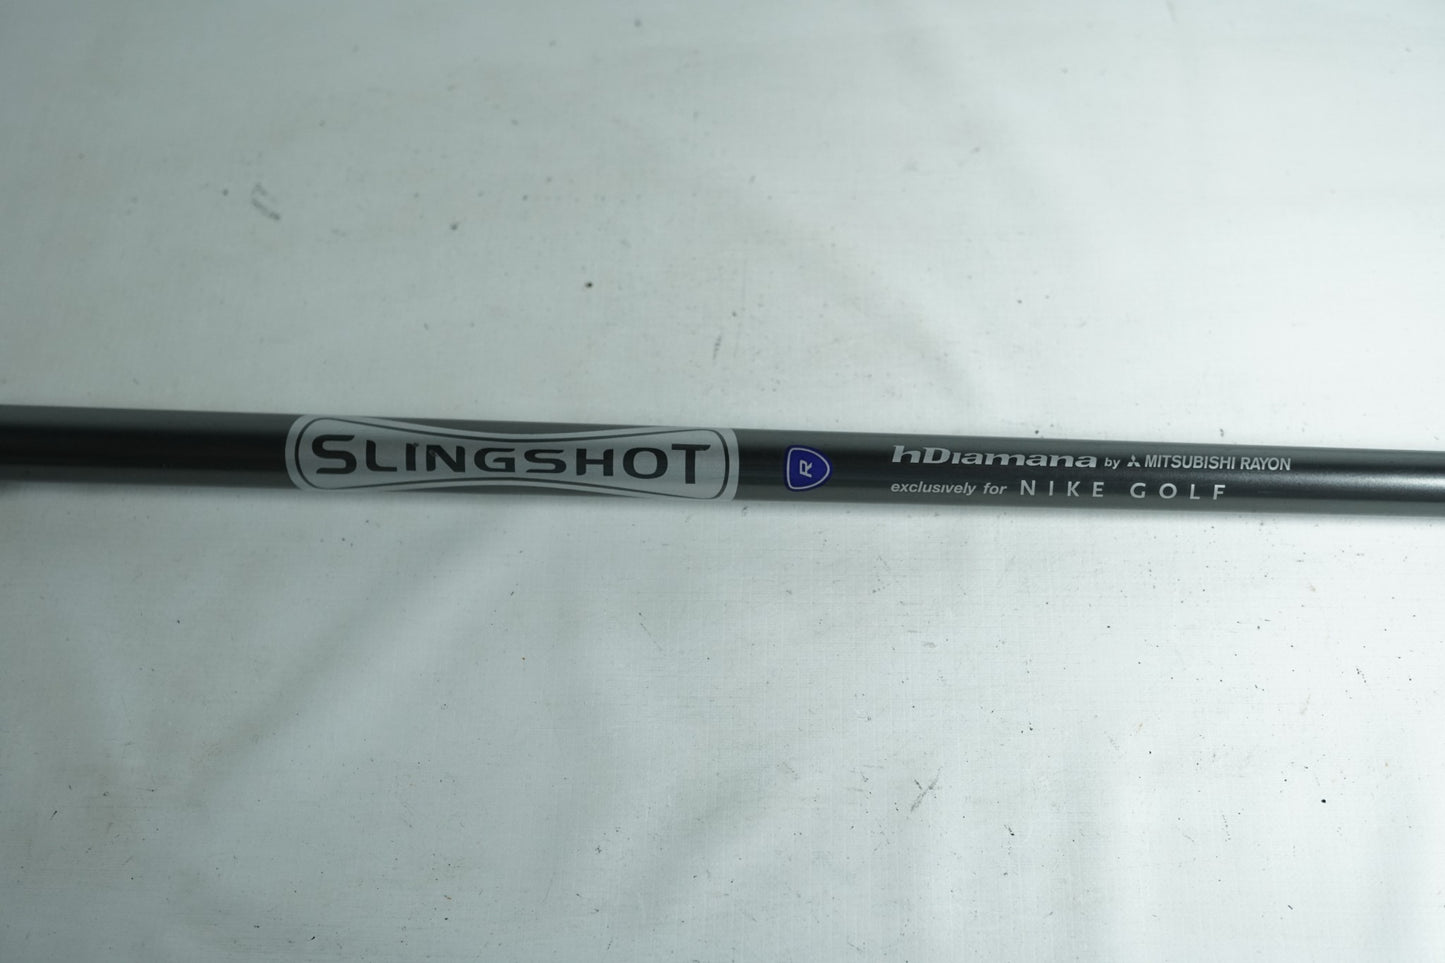 SLINGSHOT
R
hDiamana by MITSUBISHI RAYON
exclusively for NIKE GOLF